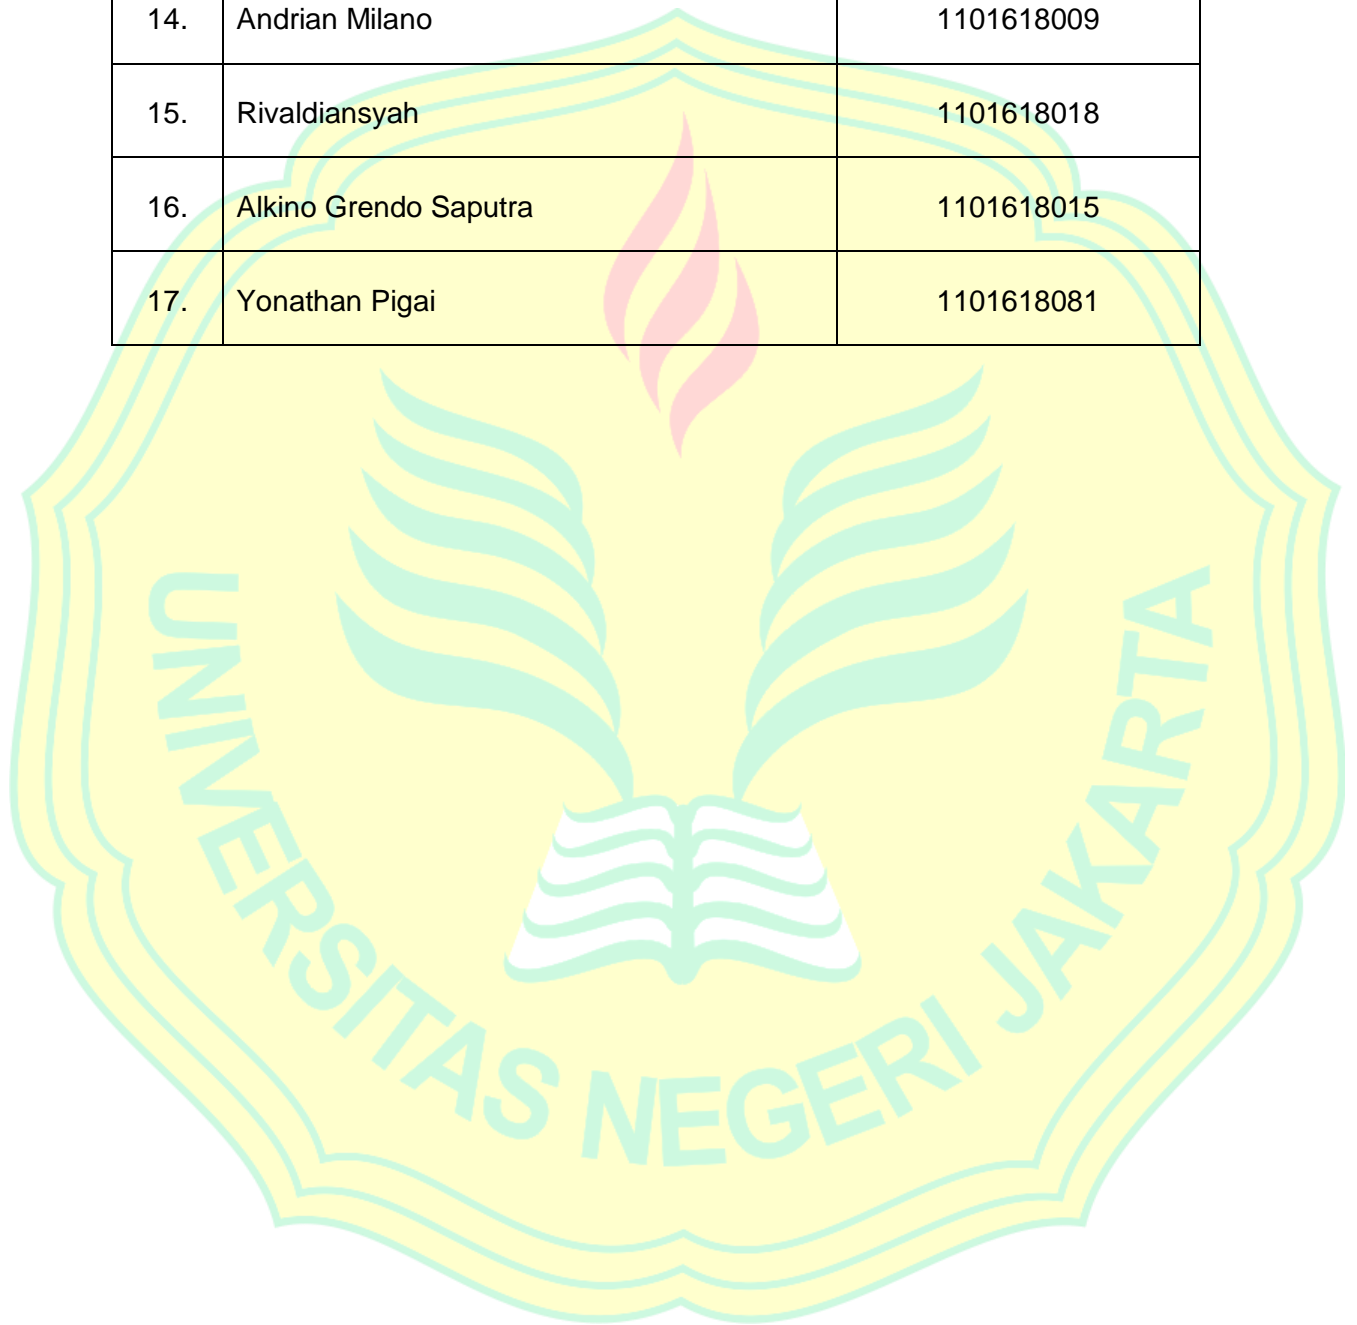 14. Andrian Milano 1101618009
15. Rivaldiansyah 1101618018
16. Alkino Grendo Saputra 1101618015
17. Yonathan Pigai 1101618081
UNIVERSITAS NEGERI JAKARTA